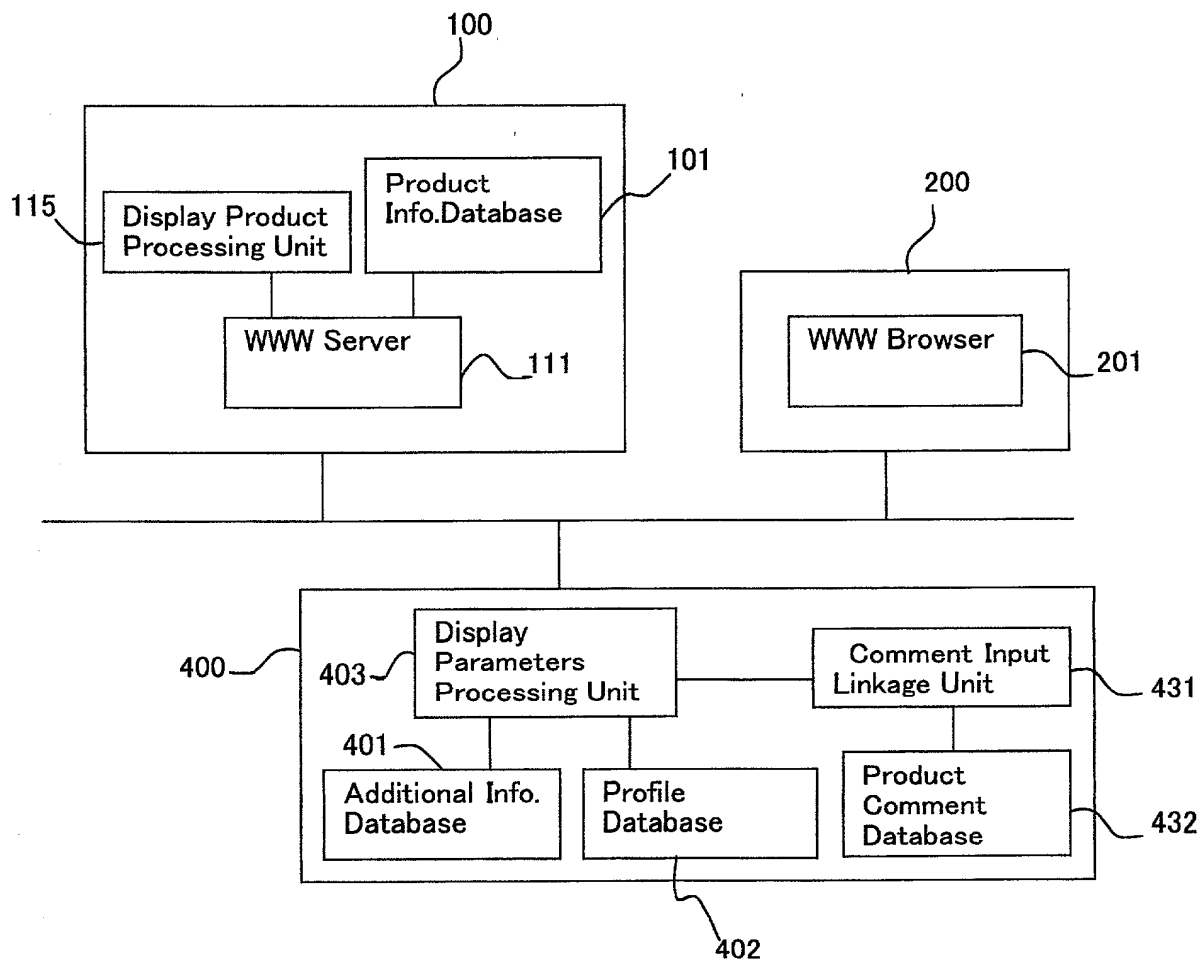 100
115
Display Product
Processing Unit
Product
Info.Database
101
WWW Server
111
200
WWW Browser
201
400
403
Display
Parameters
Processing Unit
Comment Input
Linkage Unit
431
401
Additional Info.
Database
Profile
Database
402
Product
Comment
Database
432